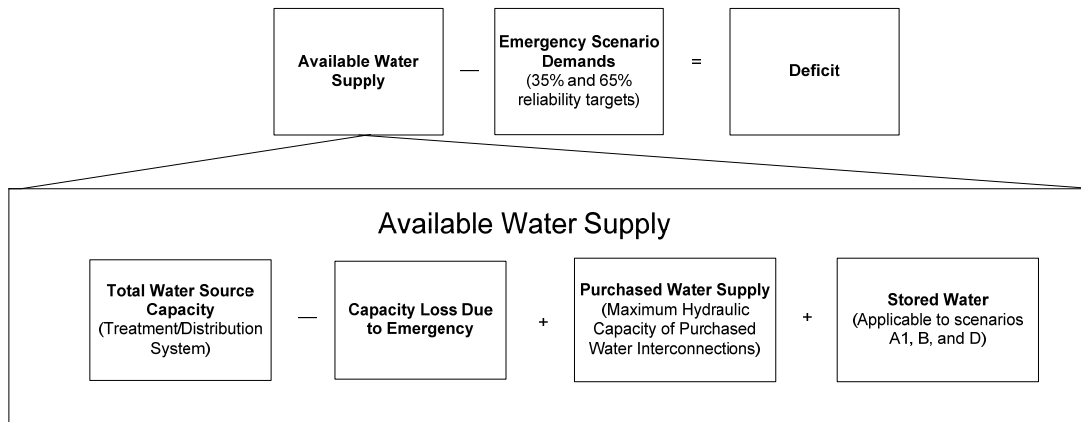 Available Water
Supply
—
Emergency Scenario
Demands
(35% and 65%
reliability targets)
=
Deficit
Available Water Supply
Total Water Source
Capacity
(Treatment/Distribution
System)
—
Capacity Loss Due
to Emergency
+
Purchased Water Supply
(Maximum Hydraulic
Capacity of Purchased
Water Interconnections)
+
Stored Water
(Applicable to scenarios
A1, B, and D)